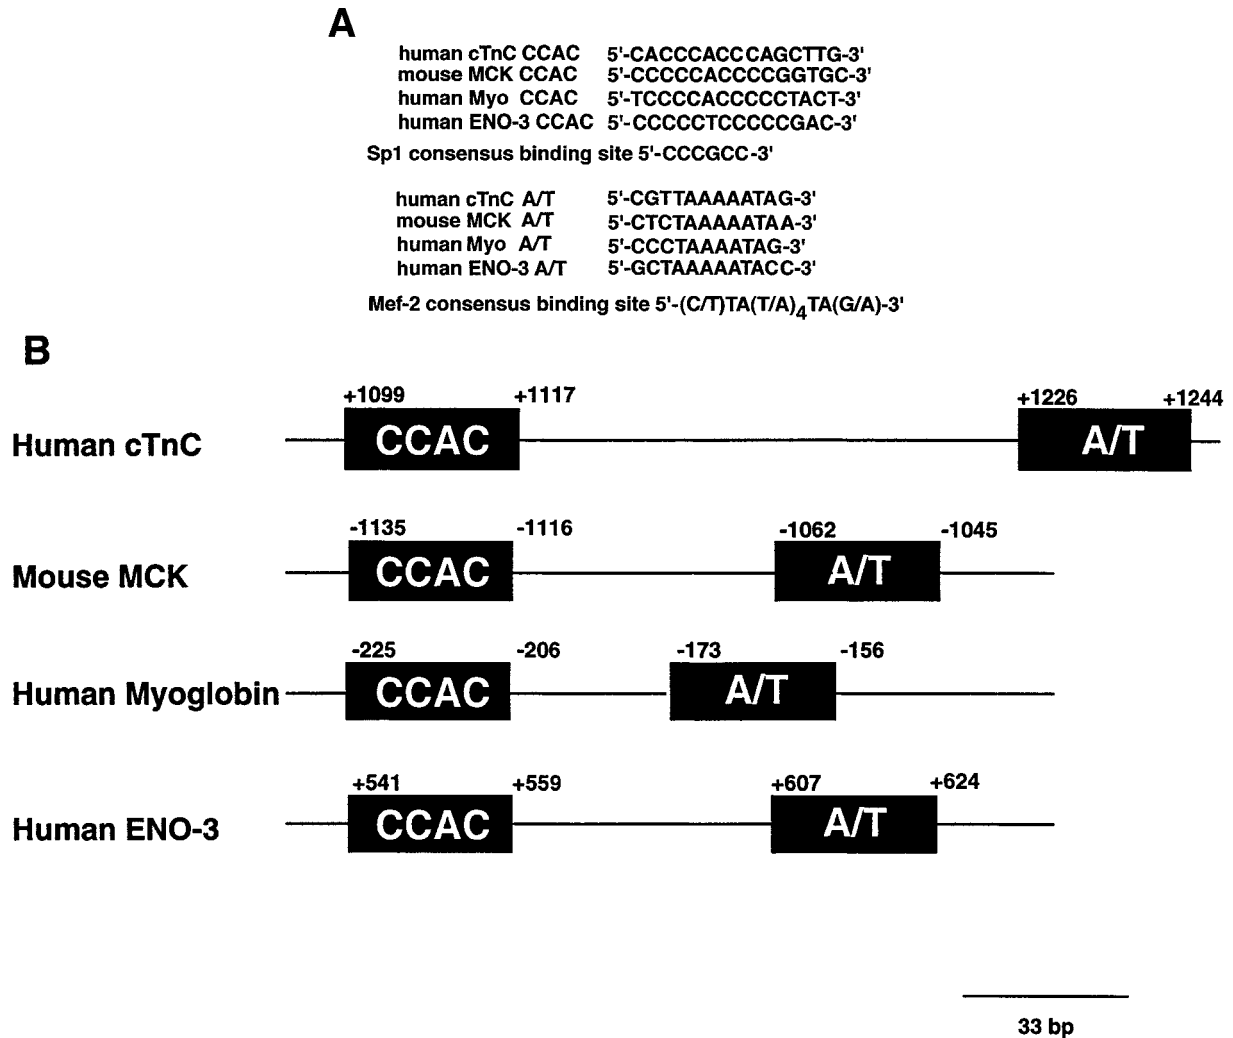 A
human cTnC CCAC 5'-CACCCACCCAGCTTG-3'
mouse MCK CCAC 5'-CCCCCACCCCGGTGC-3'
human Myo CCAC 5'-TCCCCACCCCCTACT-3'
human ENO-3 CCAC 5'-CCCCCTCCCCCGAC-3'
Sp1 consensus binding site 5'-CCCGCC-3'
human cTnC A/T 5'-CGTTAAAAATAG-3'
mouse MCK A/T 5'-CTCTAAAAATAA-3'
human Myo A/T 5'-CCCTAAAATAG-3'
human ENO-3 A/T 5'-GCTAAAAATACC-3'
Mef-2 consensus binding site 5'-(C/T)TA(T/A)4TA(G/A)-3'
B
+1099 +1117 +1226 +1244
Human cTnC CCAC A/T
-1135 -1116 -1062 -1045
Mouse MCK CCAC A/T
-225 -206 -173 -156
Human Myoglobin CCAC A/T
+541 +559 +607 +624
Human ENO-3 CCAC A/T
33 bp